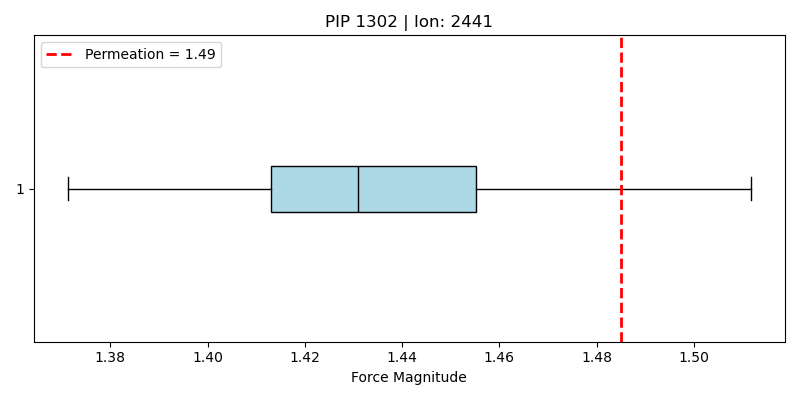 PIP 1302 | Ion: 2441
Permeation = 1.49
1
1.38 1.40 1.42 1.44 1.46 1.48 1.50
Force Magnitude